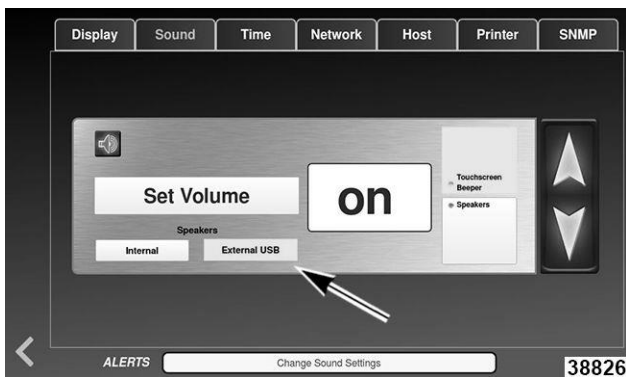 Display Sound Time Network Host Printer SNMP
Touchscreen
Beeper
Set Volume
on
Speakers
Speakers
Internal External USB
ALERTS Change Sound Settings
38826